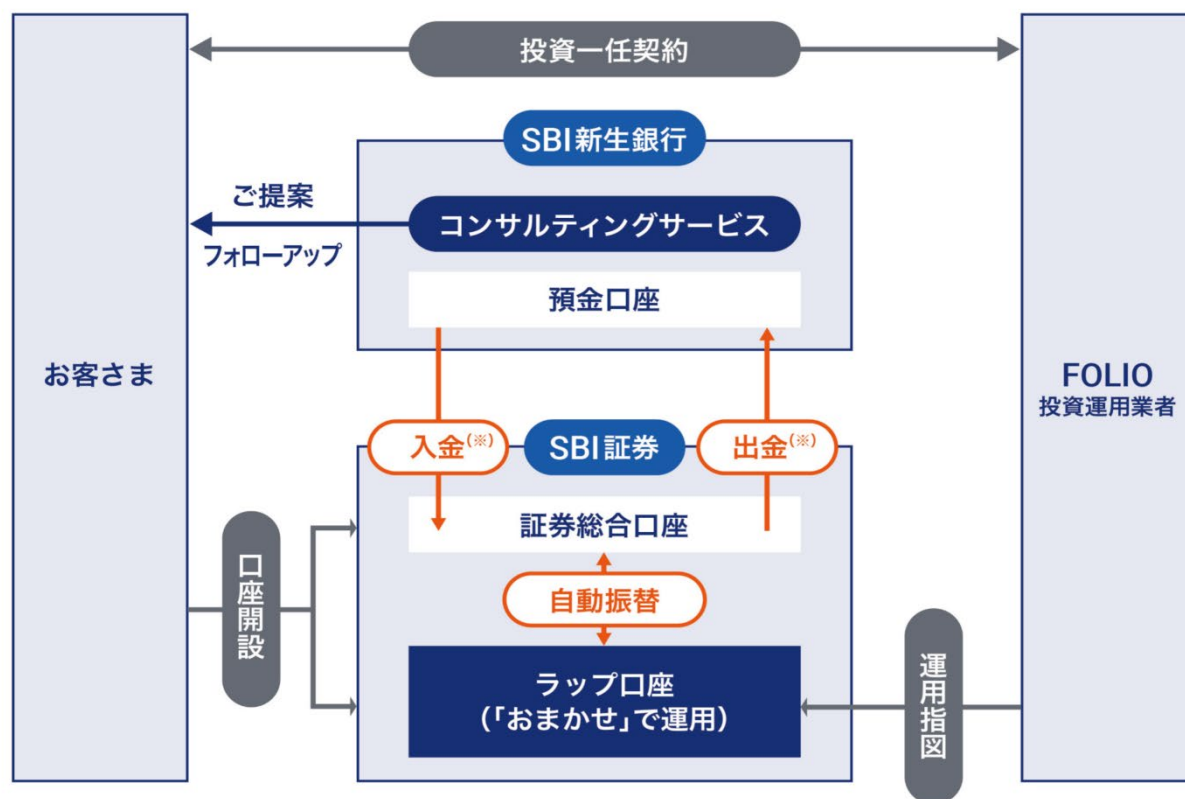 投資一任契約
SBI新生銀行
ご提案
フォローアップ
コンサルティングサービス
預金口座
お客さま
FOLIO
投資運用業者
入金(※)
SBI証券
出金(※)
証券総合口座
口座開設
自動振替
ラップ口座
(「おまかせ」で運用)
運用指図